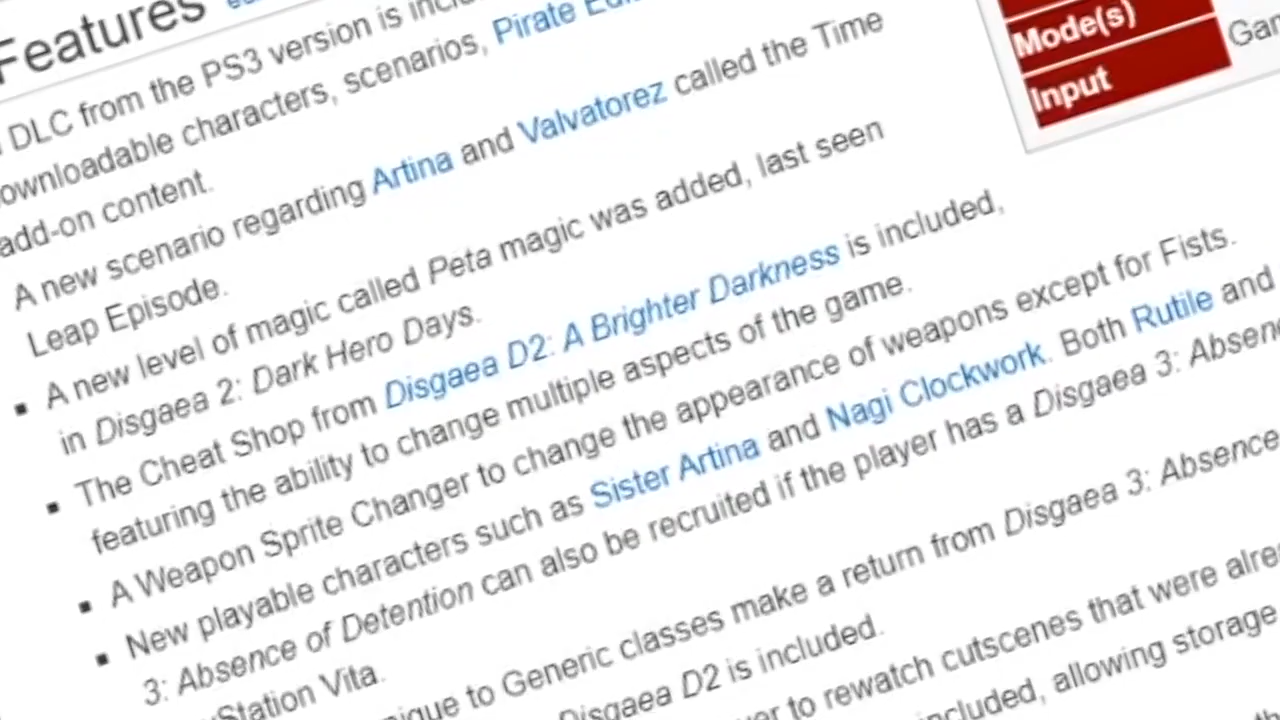 Features
DLC from the PS3 version is
downloadable characters, scenarios, Pirate
add-on content.
A new scenario regarding Artina and Valvatorez called the Time
Leap Episode.
▪ A new level of magic called Peta magic was added, last seen
in Disgaea 2: Dark Hero Days.
▪ The Cheat Shop from Disgaea D2: A Brighter Darkness is included,
featuring the ability to change multiple aspects of the game.
▪ A Weapon Sprite Changer to change the appearance of weapons except for Fists.
▪ New playable characters such as Sister Artina and Nagi Clockwork. Both Rutile and
3: Absence of Detention can also be recruited if the player has a Disgaea 3: Absen
Station Vita.
ique to Generic classes make a return from Disgaea 3: Absence
Disgaea D2 is included.
er to rewatch cutscenes that were alre
included, allowing storage
Mode(s) Gam
Input